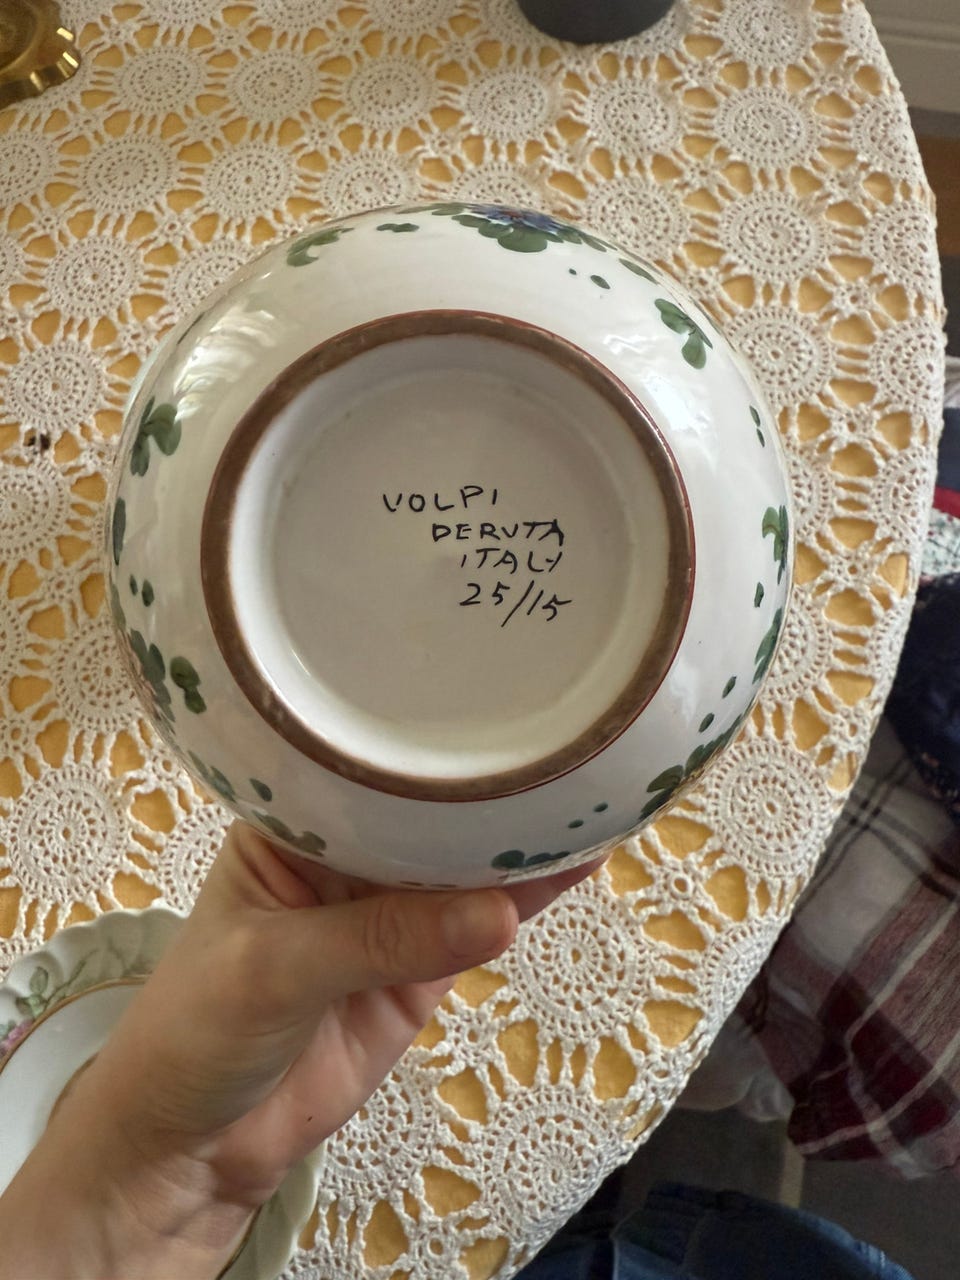 VOLPI
DERUTA
ITALY
25/15